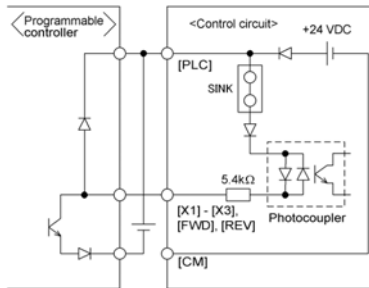 Programmable
controller
<Control circuit>
+24 VDC
[PLC]
SINK
5.4kΩ
[X1] - [X3],
[FWD], [REV]
Photocoupler
[CM]